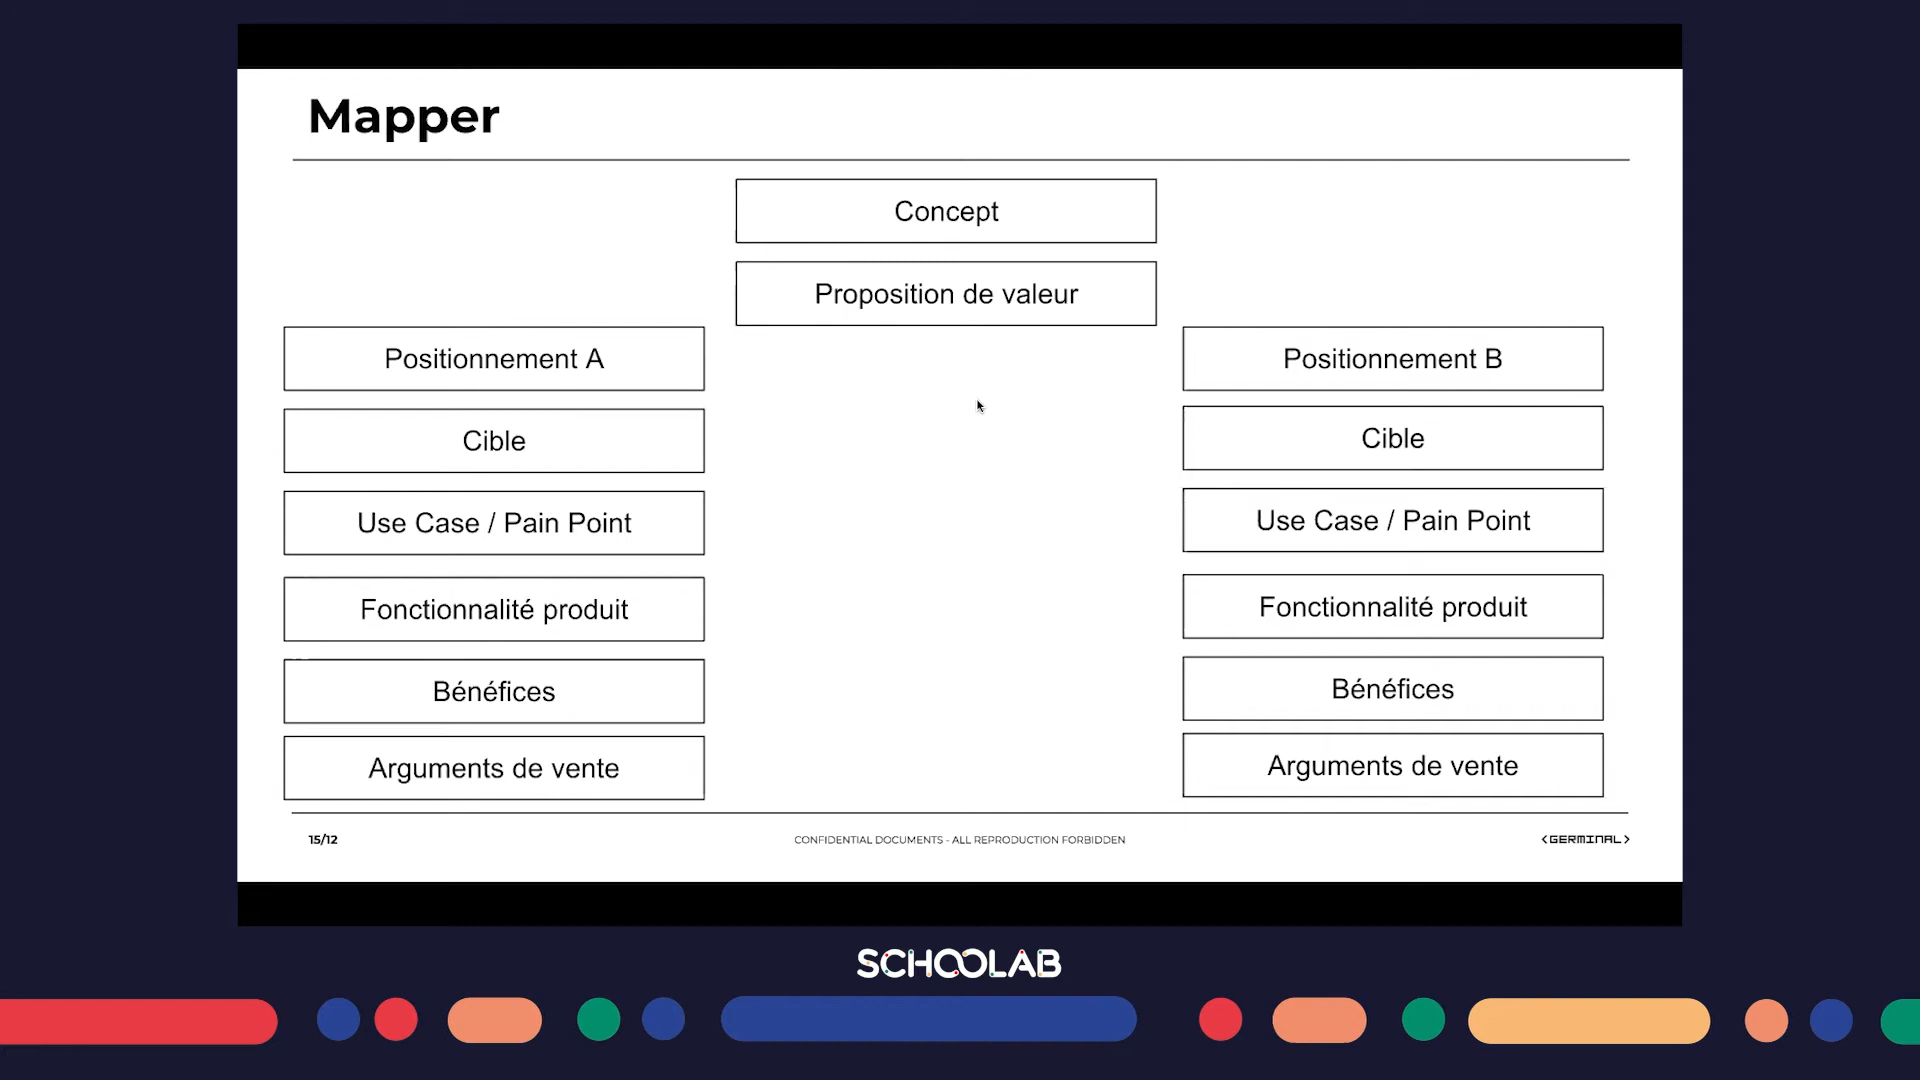 Mapper
Concept
Proposition de valeur
Positionnement A
Cible
Use Case / Pain Point
Fonctionnalité produit
Bénéfices
Arguments de vente
Positionnement B
Cible
Use Case / Pain Point
Fonctionnalité produit
Bénéfices
Arguments de vente
15/12
CONFIDENTIAL DOCUMENTS - ALL REPRODUCTION FORBIDDEN
<GERMINAL>
SCHOOLAB